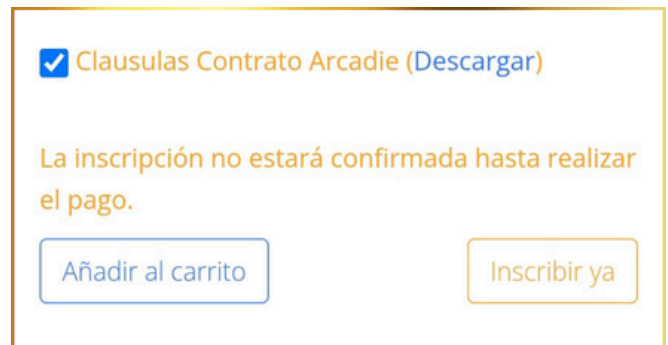 Clausulas Contrato Arcadie (Descargar)
La inscripción no estará confirmada hasta realizar
el pago.
Añadir al carrito
Inscribir ya